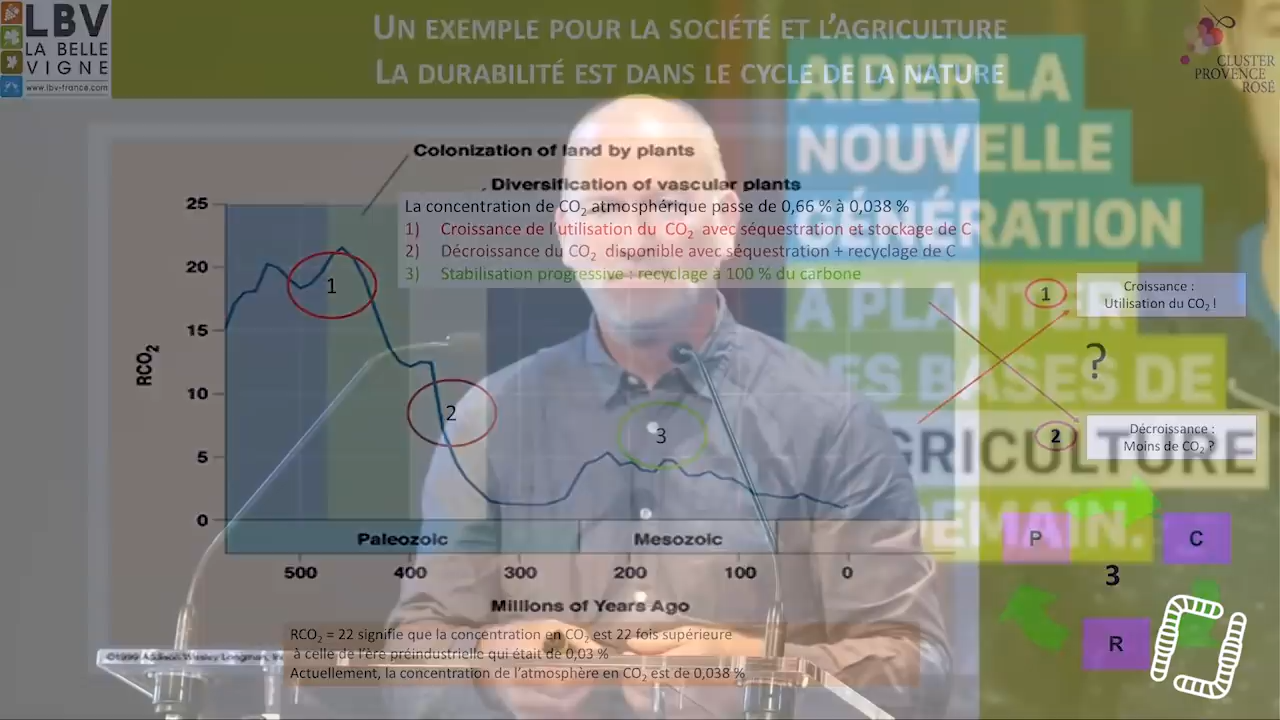 LBV
LA BELLE
VIGNE
www.lbv-france.com
UN EXEMPLE POUR LA SOCIÉTÉ ET L'AGRICULTURE
LA DURABILITÉ EST DANS LE CYCLE DE LA NATURE
CLUSTER
PROVENCE
ROSÉ
AIDER LA
NOUVELLE
GÉNÉRATION
À PLANTER
DES BASES DE
AGRICULTURE
DEMAIN.
Colonization of land by plants
Diversification of vascular plants
La concentration de CO₂ atmosphérique passe de 0,66 % à 0,038 %
1) Croissance de l'utilisation du CO₂ avec séquestration et stockage de C
2) Décroissance du CO₂ disponible avec séquestration + recyclage de C
3) Stabilisation progressive : recyclage à 100 % du carbone
25
20
15
10
5
0
RCO₂
1
2
3
Paleozoic
Mesozoic
500
400
300
200
100
0
Millions of Years Ago
RCO₂ = 22 signifie que la concentration en CO₂ est 22 fois supérieure
à celle de l'ère préindustrielle qui était de 0,03 %
Actuellement, la concentration de l'atmosphère en CO₂ est de 0,038 %
©1999 Addison Wesley Longman, In
1
Croissance :
Utilisation du CO₂ !
?
2
Décroissance :
Moins de CO₂ ?
P
C
3
R